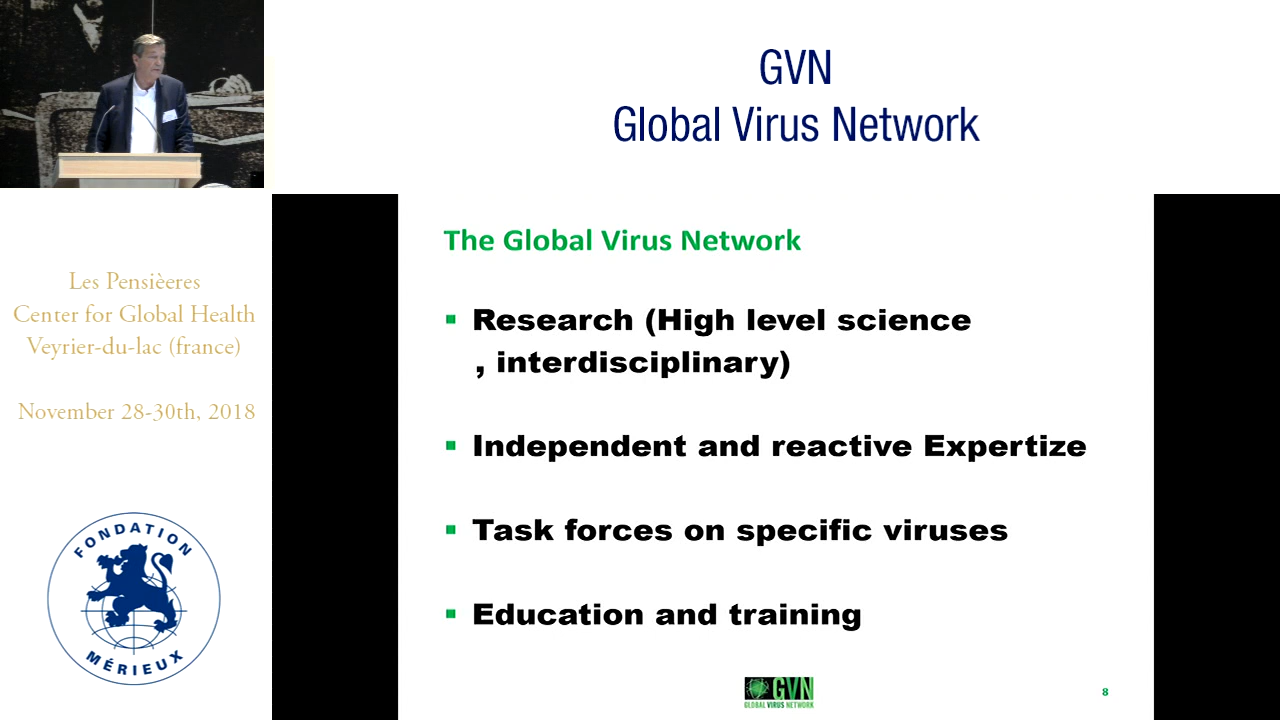 GVN
Global Virus Network
Les Pensièeres
Center for Global Health
Veyrier-du-lac (france)
November 28-30th, 2018
FONDATION
MÉRIEUX
The Global Virus Network
Research (High level science
, interdisciplinary)
Independent and reactive Expertize
Task forces on specific viruses
Education and training
GVN
GLOBAL VIRUS NETWORK
8